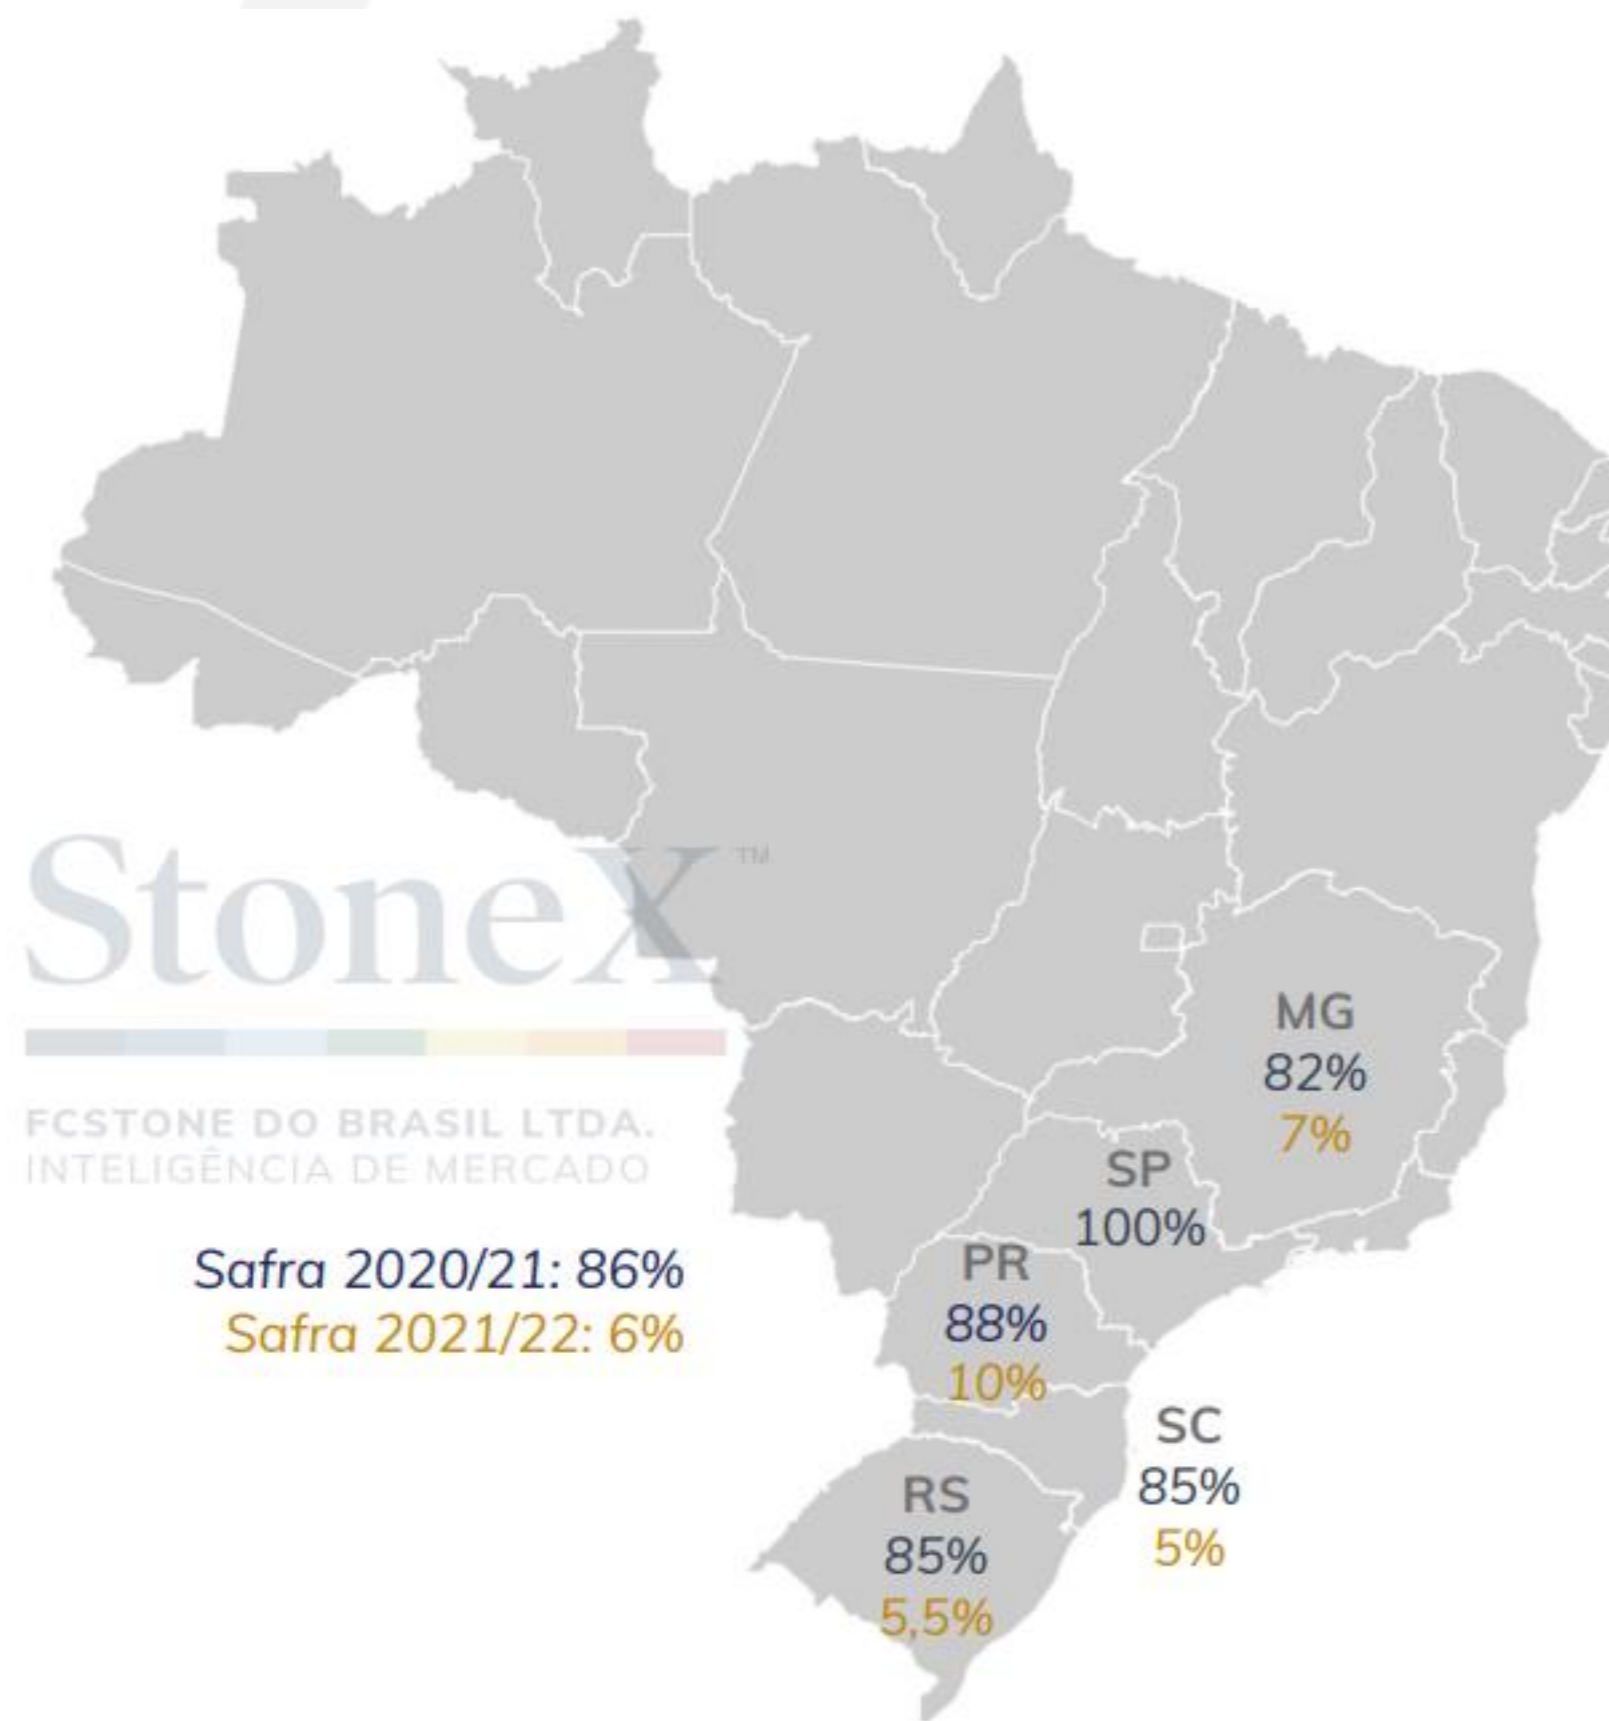 StoneX™
FCSTONE DO BRASIL LTDA.
INTELIGÊNCIA DE MERCADO
Safra 2020/21: 86%
Safra 2021/22: 6%
MG
82%
7%
SP
100%
PR
88%
10%
SC
85%
5%
RS
85%
5,5%